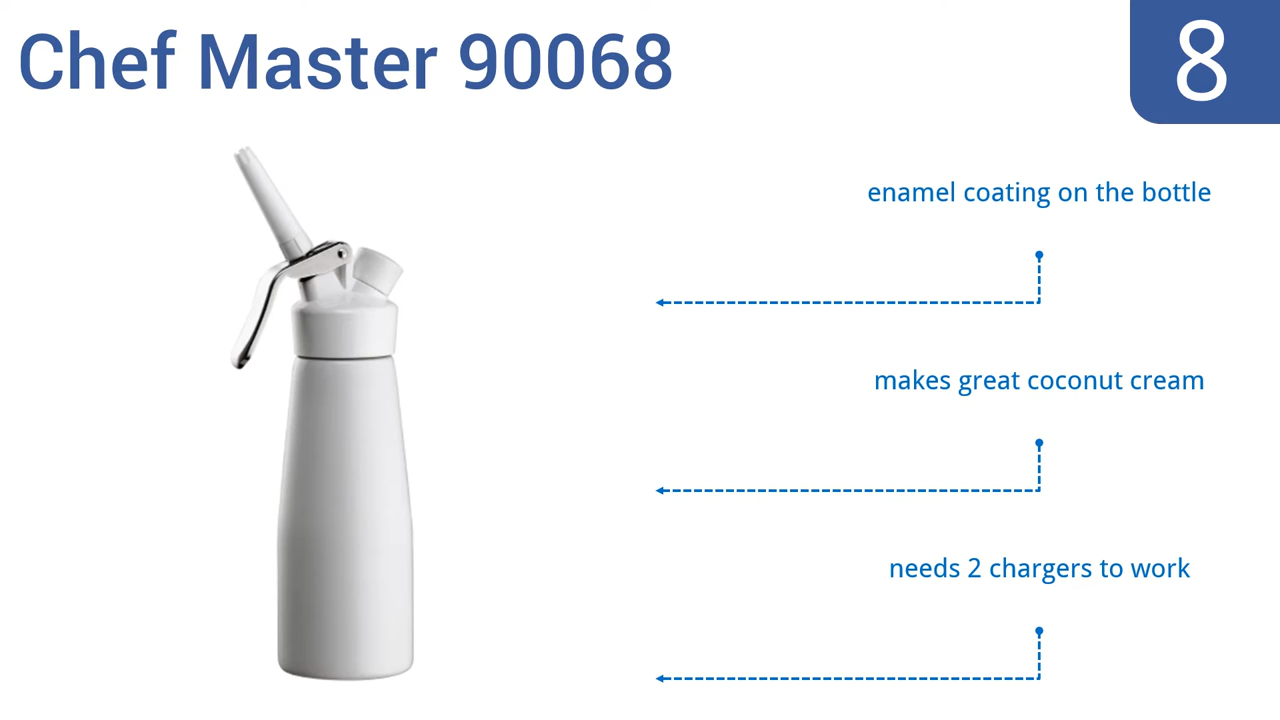 Chef Master 90068
8
enamel coating on the bottle
makes great coconut cream
needs 2 chargers to work